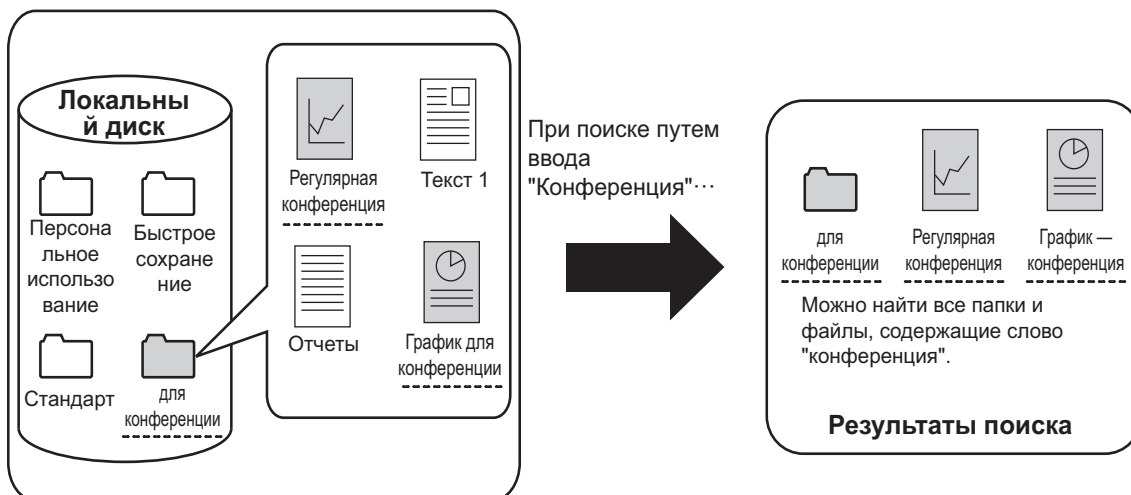 Локальны
й диск
Персона
льное
использо
вание
Быстрое
сохране
ние
Стандарт
для
конференции
Регулярная
конференция
Текст 1
Отчеты
График для
конференции
При поиске путем
ввода
"Конференция"···
для
конференции
Регулярная
конференция
График —
конференция
Можно найти все папки и
файлы, содержащие слово
"конференция".
Результаты поиска